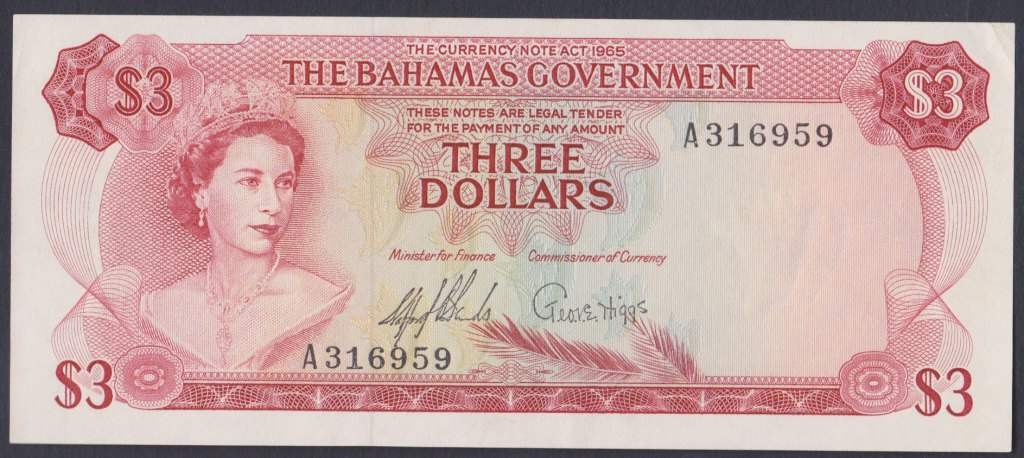 THE CURRENCY NOTE ACT 1965
$3 THE BAHAMAS GOVERNMENT $3
THESE NOTES ARE LEGAL TENDER
FOR THE PAYMENT OF ANY AMOUNT
A316959
THREE
DOLLARS
Minister for Finance Commissioner of Currency
Geo. E. Higgs
A316959
$3 $3